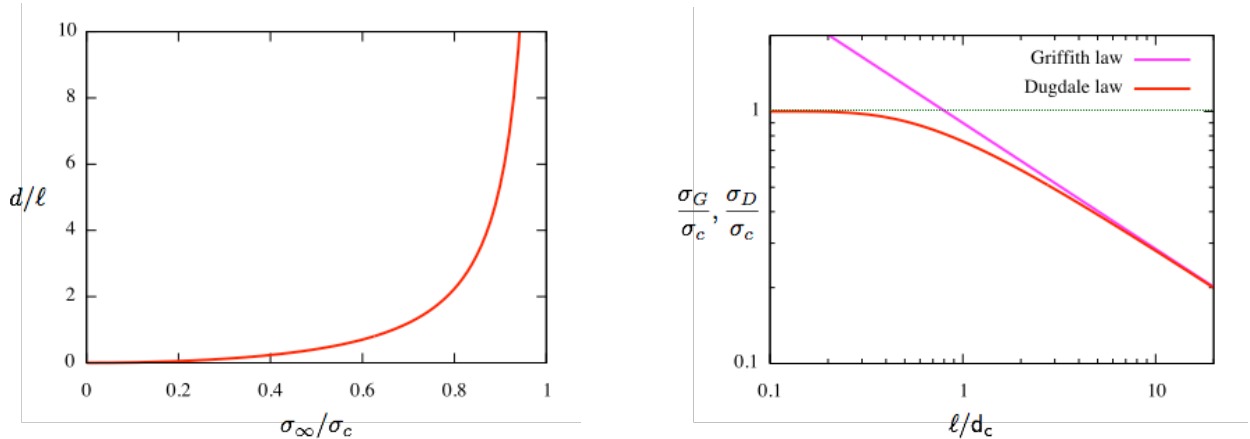 10
8
6
4
2
0
d/ℓ
0 0.2 0.4 0.6 0.8 1
σ∞/σc
Griffith law
Dugdale law
1
0.1
σG/σc, σD/σc
0.1 1 10
ℓ/dc